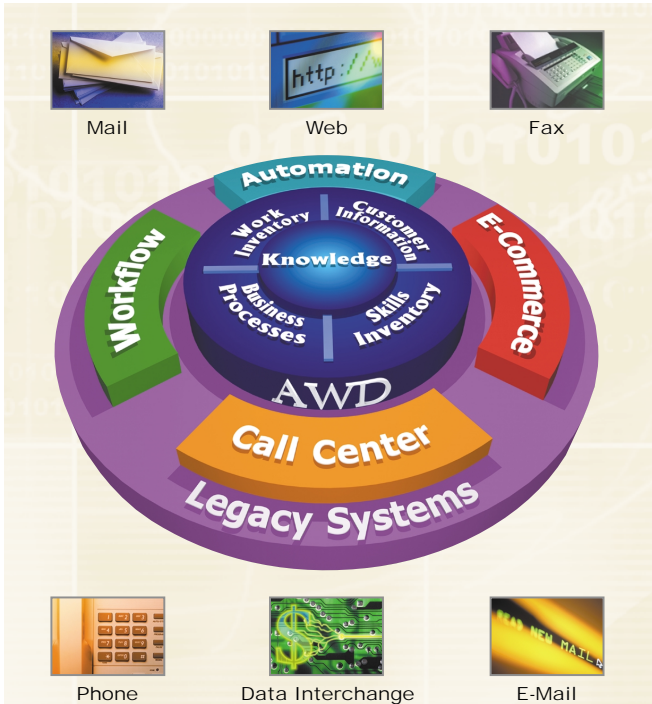 http://
Mail
Web
Fax
Automation
Workflow
E-Commerce
Work
Inventory
Customer
Information
Knowledge
Business
Processes
Skills
Inventory
AWD
Call Center
Legacy Systems
READ NEW MAIL
Phone
Data Interchange
E-Mail